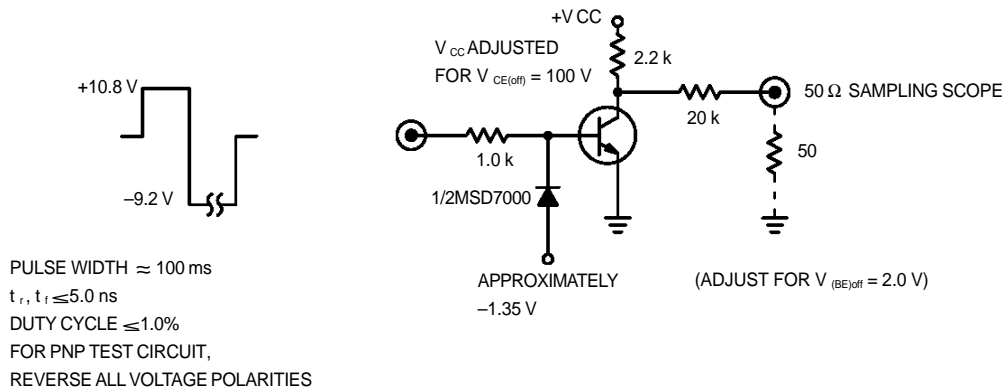 +V CC
V CC ADJUSTED
FOR V CE(off) = 100 V
2.2 k
+10.8 V
50 Ω SAMPLING SCOPE
20 k
1.0 k
50
–9.2 V
1/2MSD7000
PULSE WIDTH ≈ 100 ms
t r, t f ≤5.0 ns
DUTY CYCLE ≤1.0%
FOR PNP TEST CIRCUIT,
REVERSE ALL VOLTAGE POLARITIES
APPROXIMATELY
–1.35 V
(ADJUST FOR V (BE)off = 2.0 V)